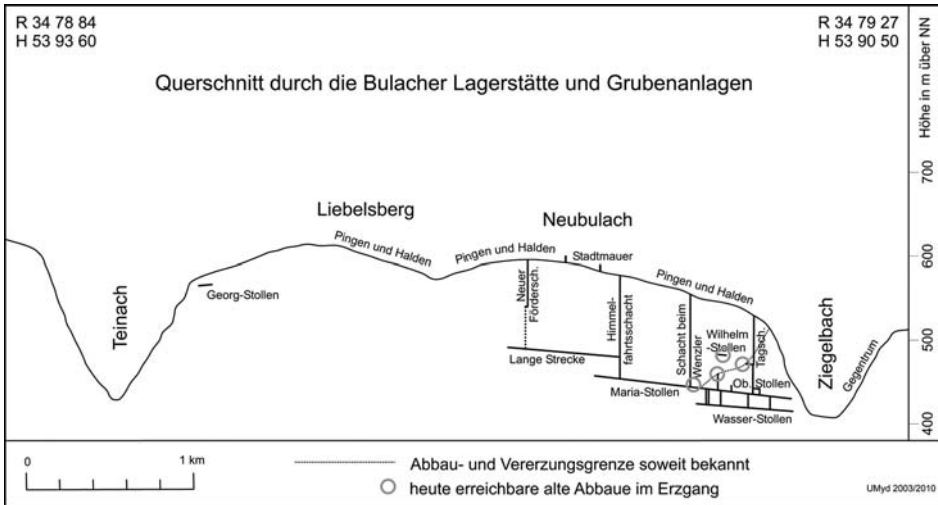 R 34 78 84
H 53 93 60
R 34 79 27
H 53 90 50
Querschnitt durch die Bulacher Lagerstätte und Grubenanlagen
Höhe in m über NN
700
600
500
400
Liebelsberg
Neubulach
Pingen und Halden
Pingen und Halden
Stadtmauer
Pingen und Halden
Georg-Stollen
Teinach
Neuer
Fördersch.
Himmel-
fahrtsschacht
Schacht beim
Wenzler
Wilhelm
-Stollen
Tagsch.
Lange Strecke
Maria-Stollen
Ob. Stollen
Wasser-Stollen
Ziegelbach
Gegentrum
0
1 km
Abbau- und Vererzungsgrenze soweit bekannt
heute erreichbare alte Abbaue im Erzgang
UMyd 2003/2010